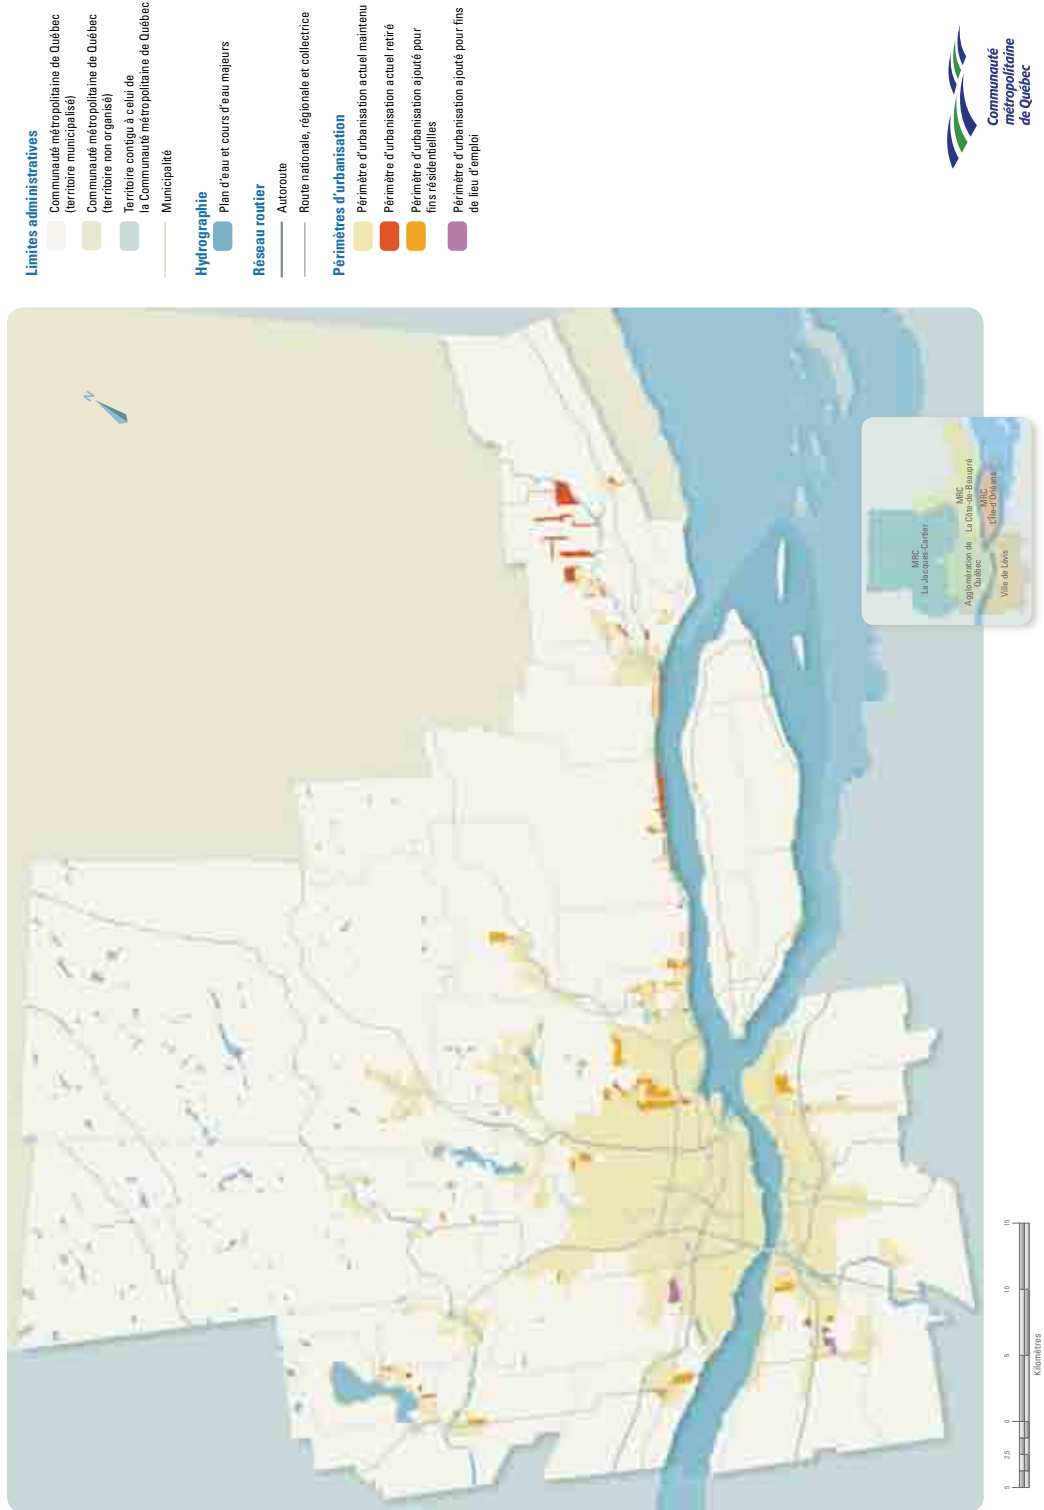 Limites administratives
Communauté métropolitaine de Québec
(territoire municipalisé)
Communauté métropolitaine de Québec
(territoire non organisé)
Territoire contigu à celui de
la Communauté métropolitaine de Québec
Municipalité
Hydrographie
Plan d'eau et cours d'eau majeurs
Réseau routier
Autoroute
Route nationale, régionale et collectrice
Périmètres d'urbanisation
Périmètre d'urbanisation actuel maintenu
Périmètre d'urbanisation actuel retiré
Périmètre d'urbanisation ajouté pour
fins résidentiellles
Périmètre d'urbanisation ajouté pour fins
de lieu d'emploi
N
MRC
La Jacques-Cartier
Agglomération de
Québec
MRC
La Côte-de-Beaupré
MRC
L'Île-d'Orléans
Ville de Lévis
5 2,5 0 5 10 15
Kilomètres
Communauté
métropolitaine
de Québec